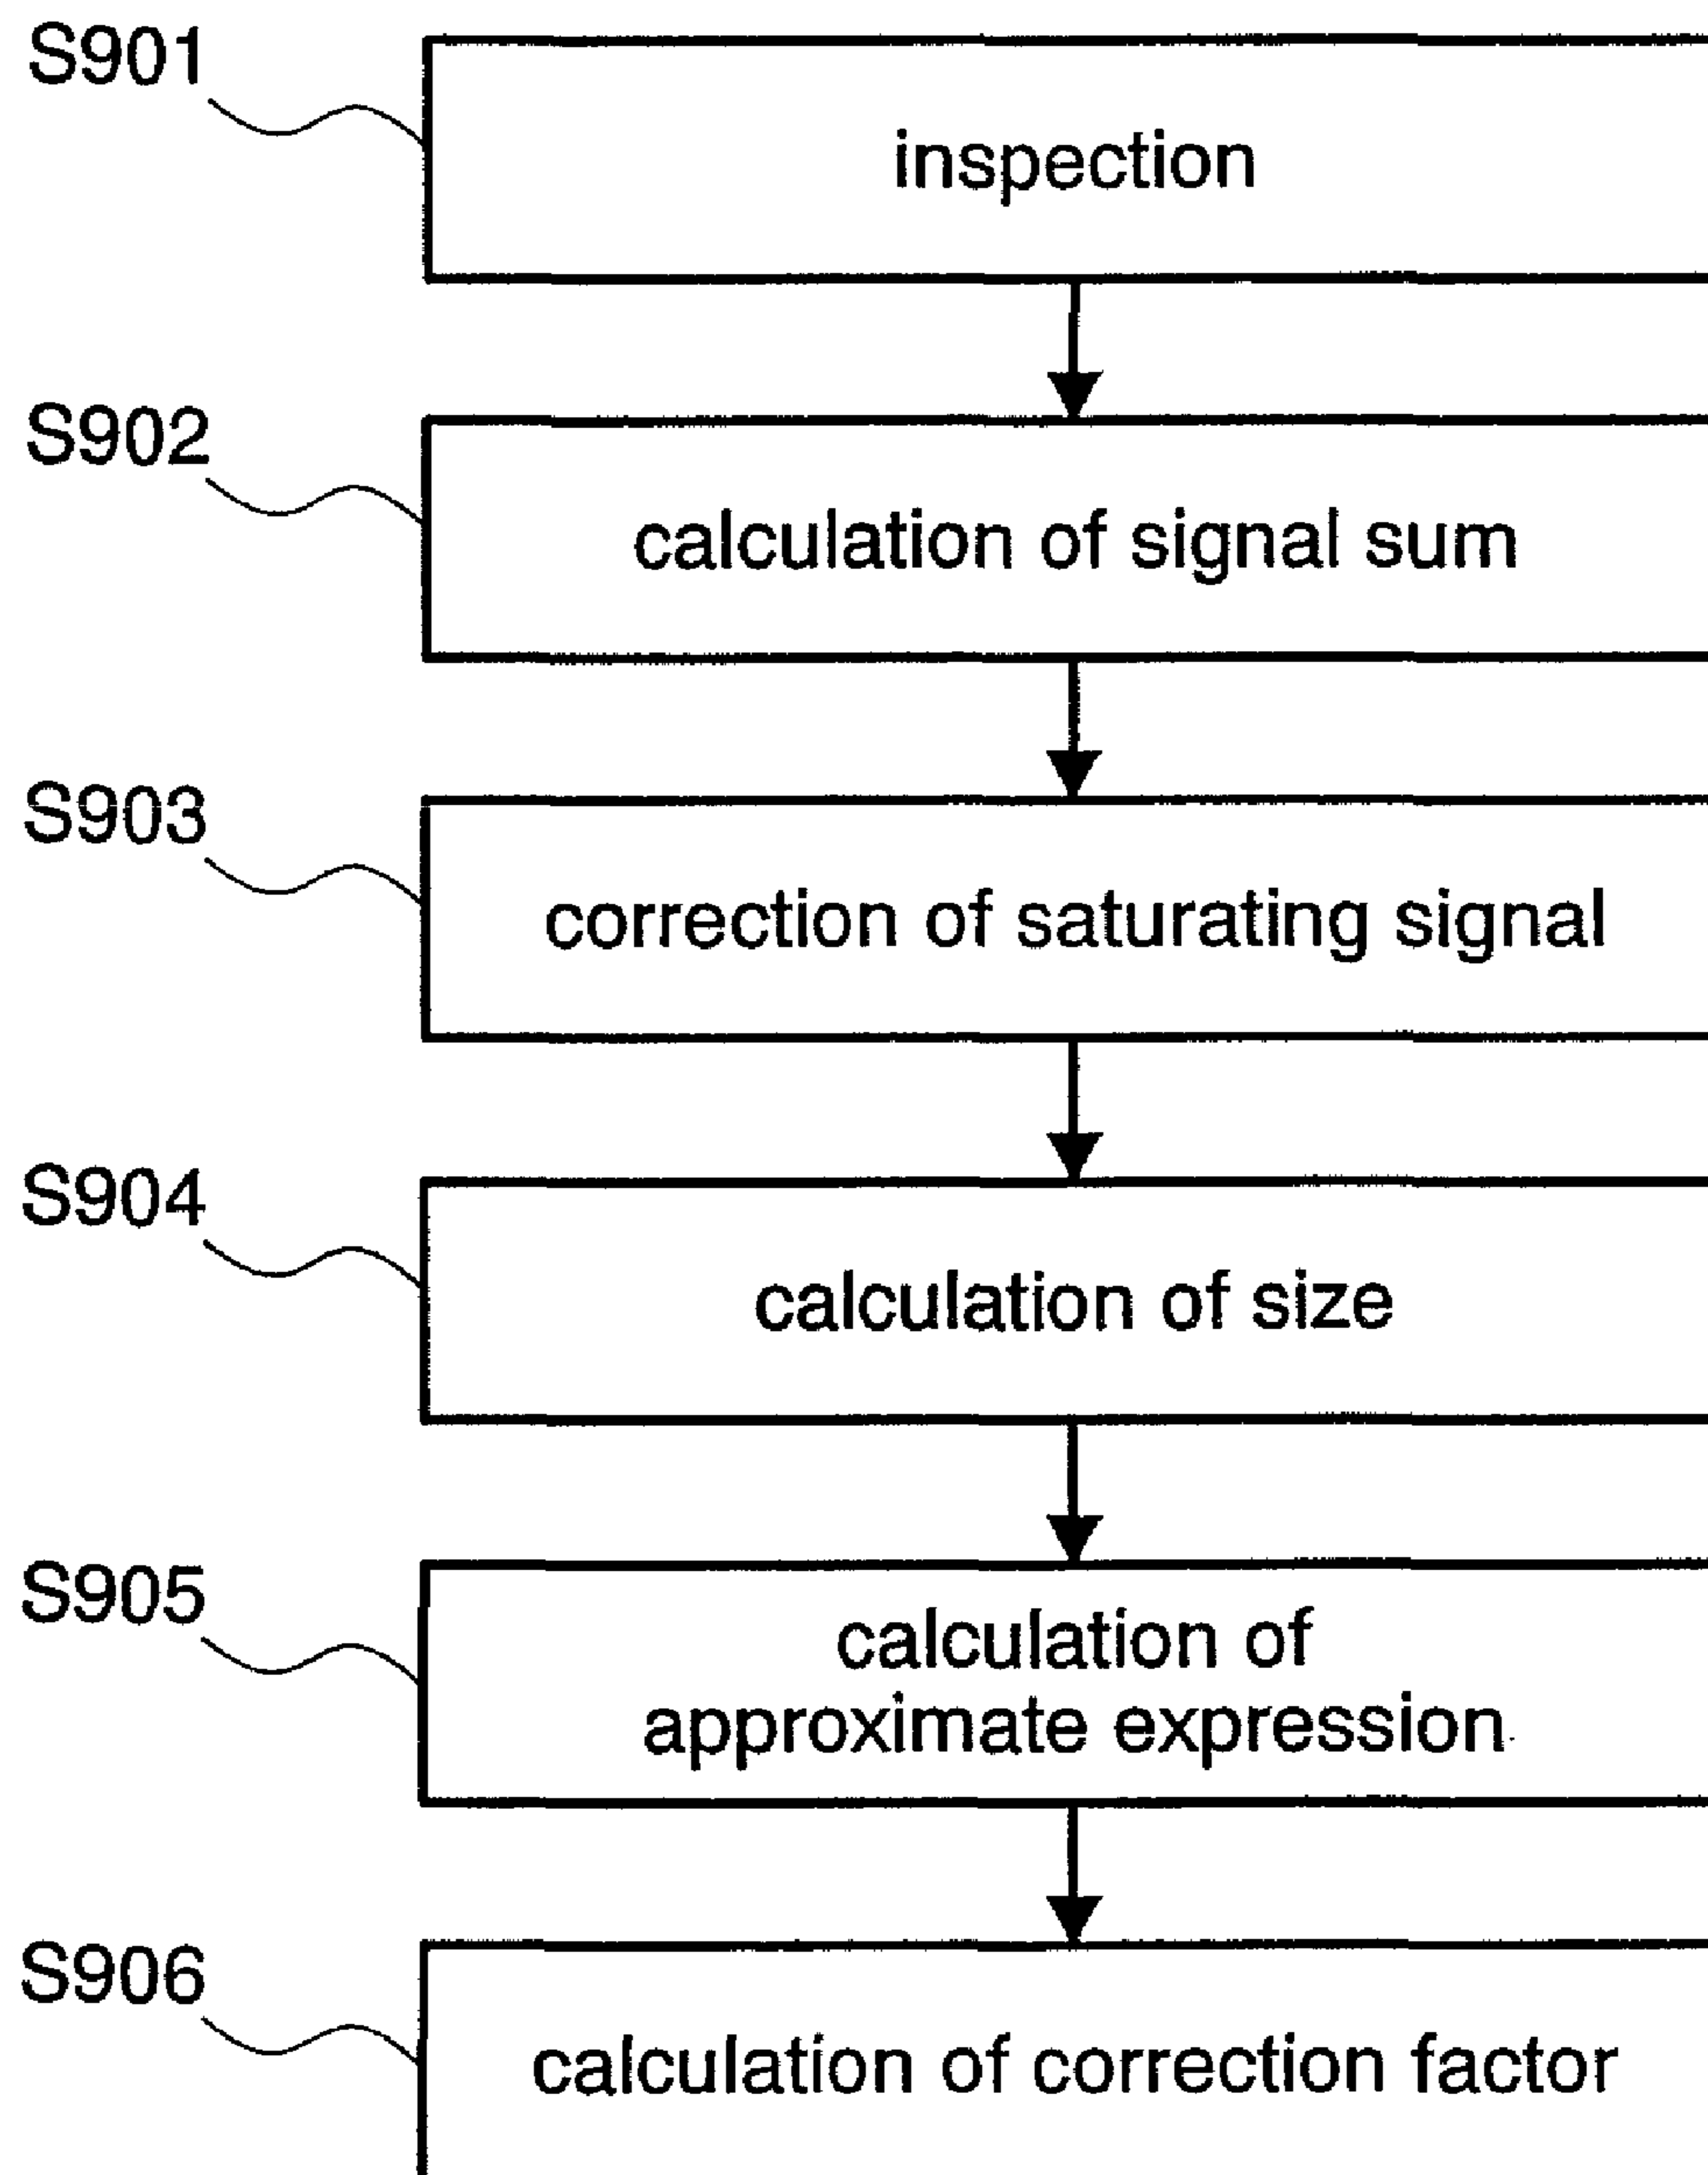 S901
inspection
S902
calculation of signal sum
S903
correction of saturating signal
S904
calculation of size
S905
calculation of
approximate expression
S906
calculation of correction factor